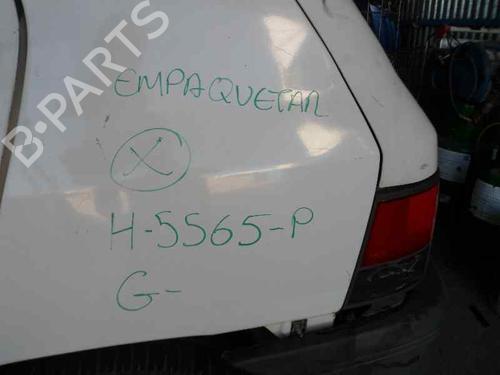 B-PARTS
EMPAQUETAR
X
H-5565-P
G-